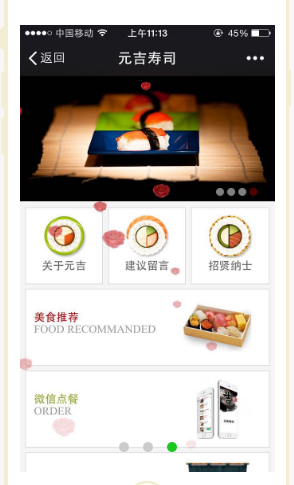 中国移动 上午11:13 45%
返回 元吉寿司
关于元吉 建议留言 招贤纳士
美食推荐
FOOD RECOMMANDED
微信点餐
ORDER